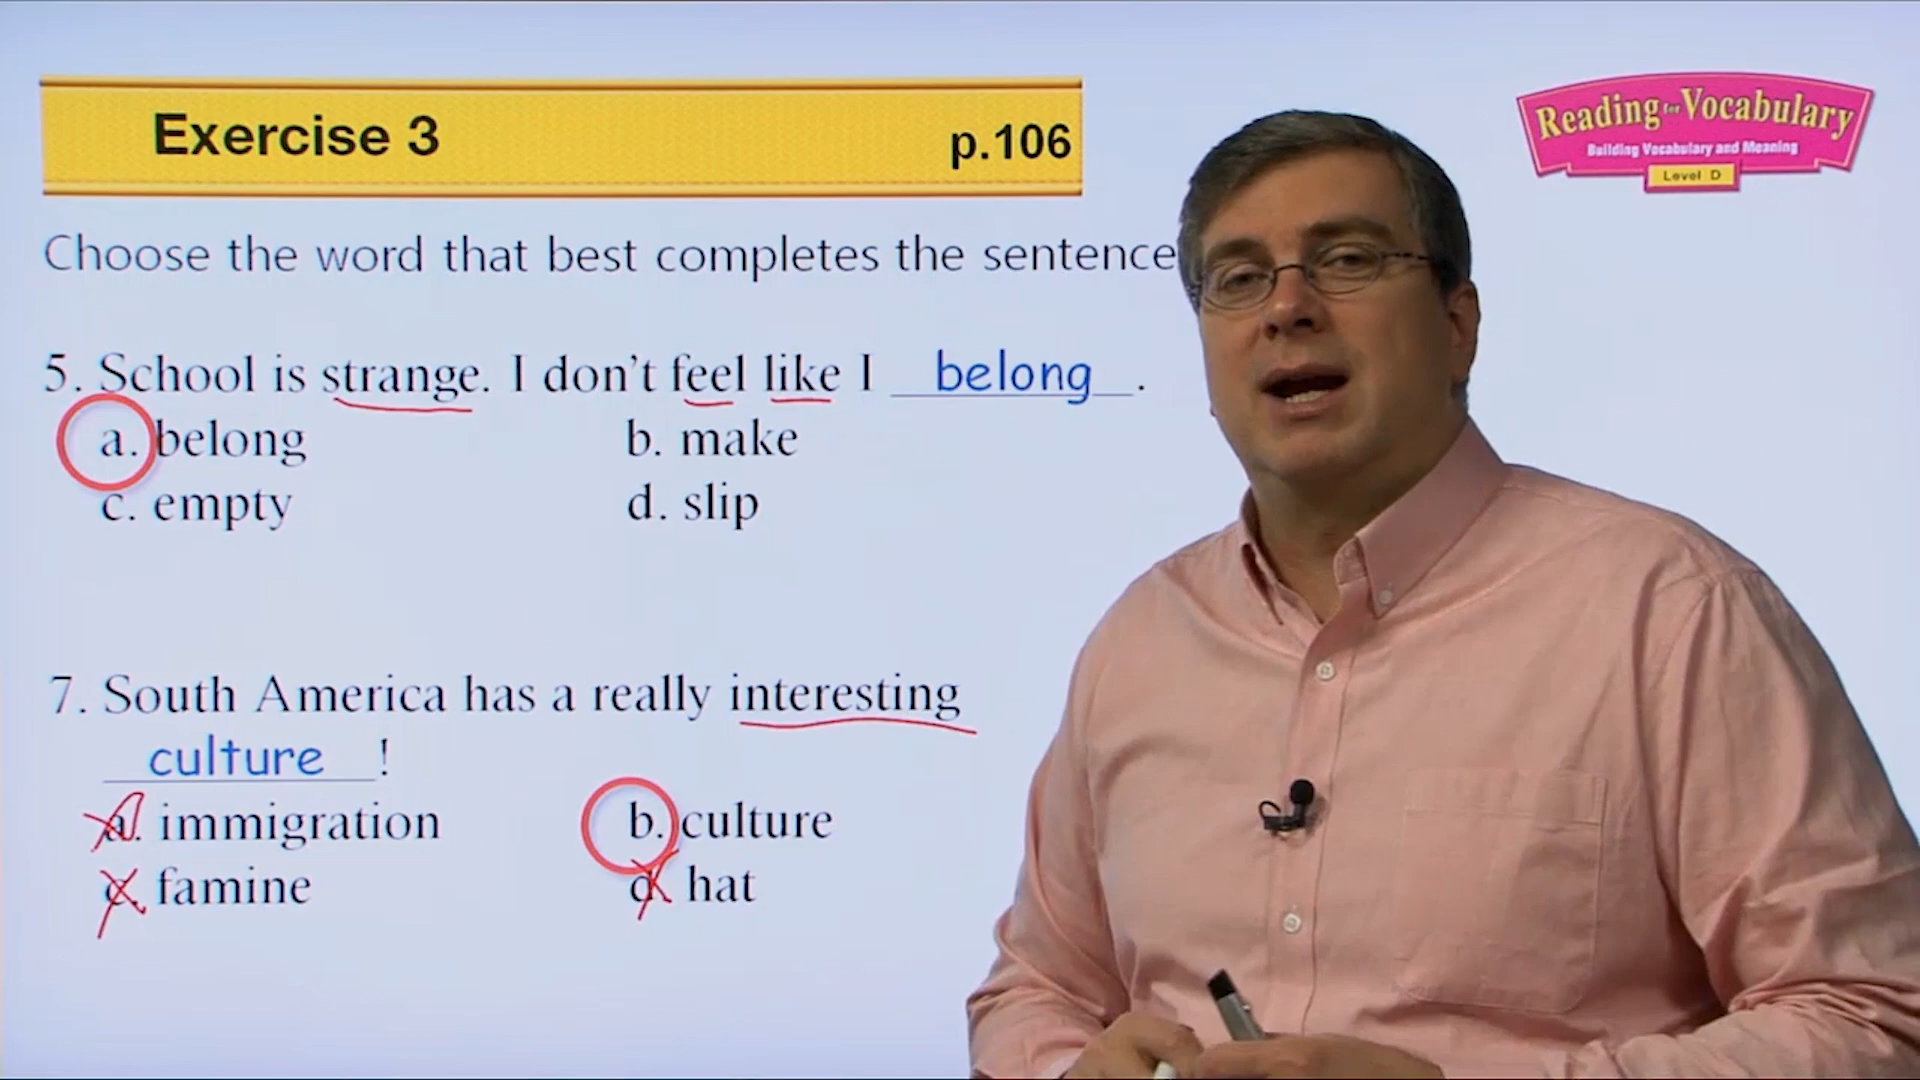 Exercise 3
p.106
Reading for Vocabulary
Building Vocabulary and Meaning
Level D
Choose the word that best completes the sentence
5. School is strange. I don't feel like I belong.
a. belong
b. make
c. empty
d. slip
7. South America has a really interesting
culture!
a. immigration
b. culture
c. famine
d. hat